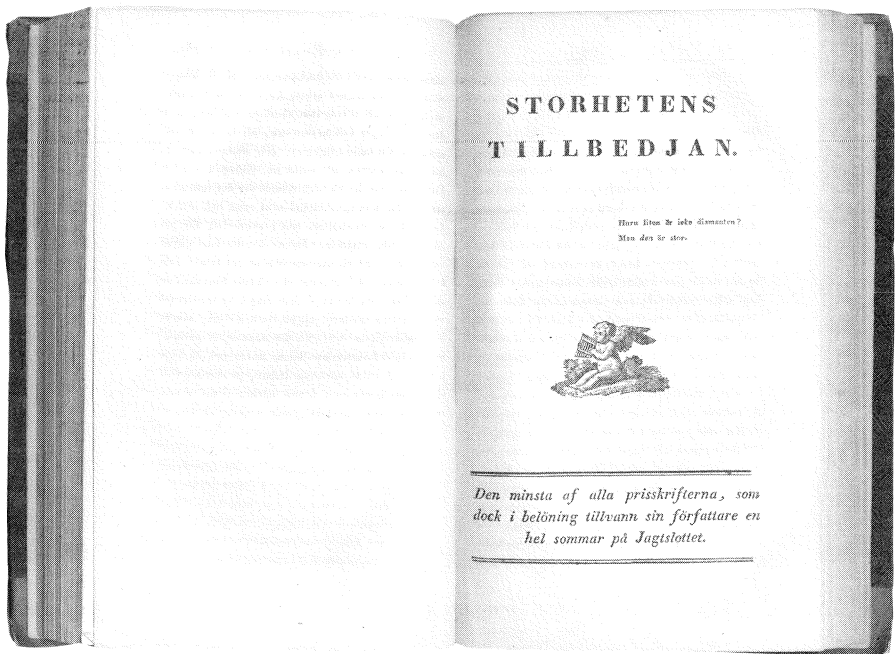 STORHETENS
TILLBEDJAN.
Huru liten är icke diamanten?
Men den är stor.
Den minsta af alla prisskrifterna, som
dock i belöning tillvann sin författare en
hel sommar på Jagtslottet.